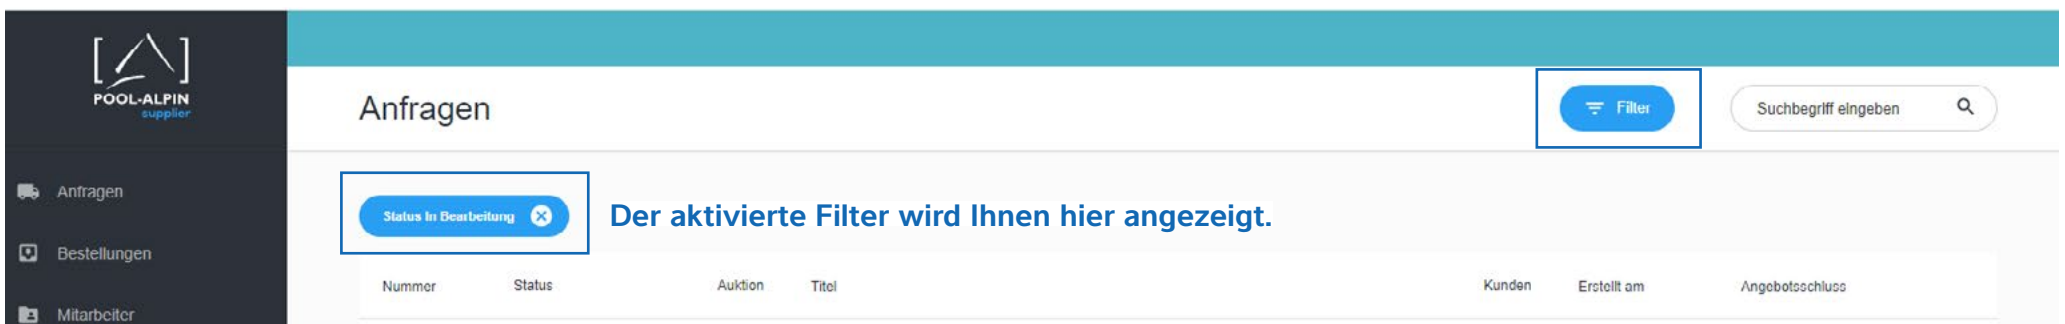 POOL-ALPIN
supplier
Anfragen
Filter
Suchbegriff eingeben
Anfragen
Status In Bearbeitung
Der aktivierte Filter wird Ihnen hier angezeigt.
Bestellungen
Nummer Status Auktion Titel Kunden Erstellt am Angebotsschluss
Mitarbeiter